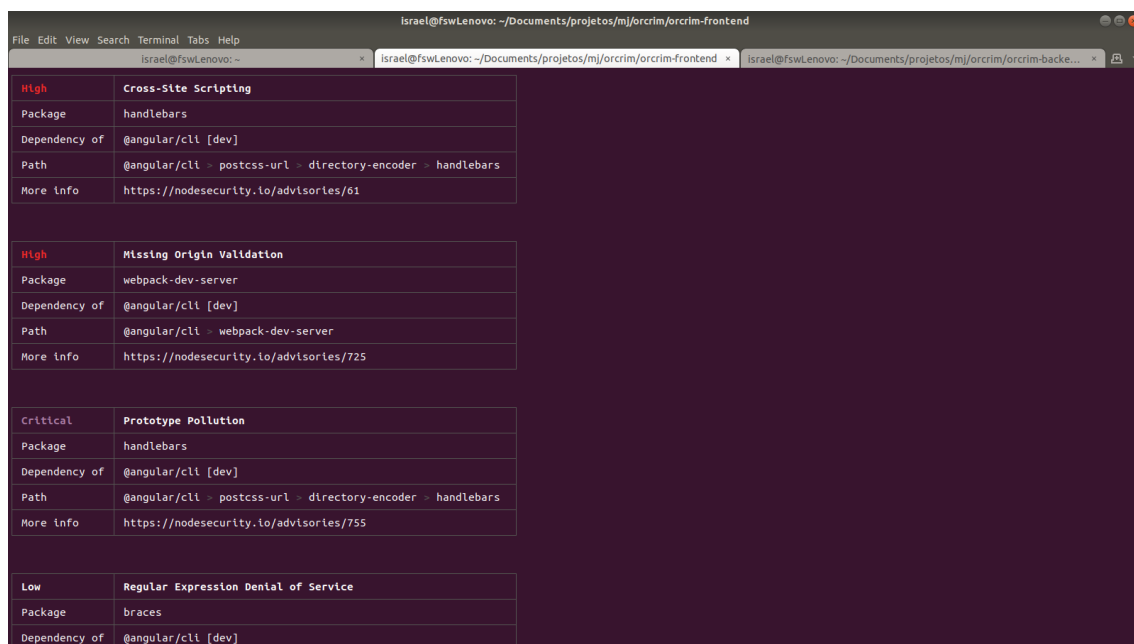 israel@fswLenovo: ~/Documents/projetos/mj/orcrim/orcrim-frontend
File Edit View Search Terminal Tabs Help
israel@fswLenovo: ~ × israel@fswLenovo: ~/Documents/projetos/mj/orcrim/orcrim-frontend × israel@fswLenovo: ~/Documents/projetos/mj/orcrim/orcrim-backe... ×
High Cross-Site Scripting
Package handlebars
Dependency of @angular/cli [dev]
Path @angular/cli > postcss-url > directory-encoder > handlebars
More info https://nodesecurity.io/advisories/61
High Missing Origin Validation
Package webpack-dev-server
Dependency of @angular/cli [dev]
Path @angular/cli > webpack-dev-server
More info https://nodesecurity.io/advisories/725
Critical Prototype Pollution
Package handlebars
Dependency of @angular/cli [dev]
Path @angular/cli > postcss-url > directory-encoder > handlebars
More info https://nodesecurity.io/advisories/755
Low Regular Expression Denial of Service
Package braces
Dependency of @angular/cli [dev]